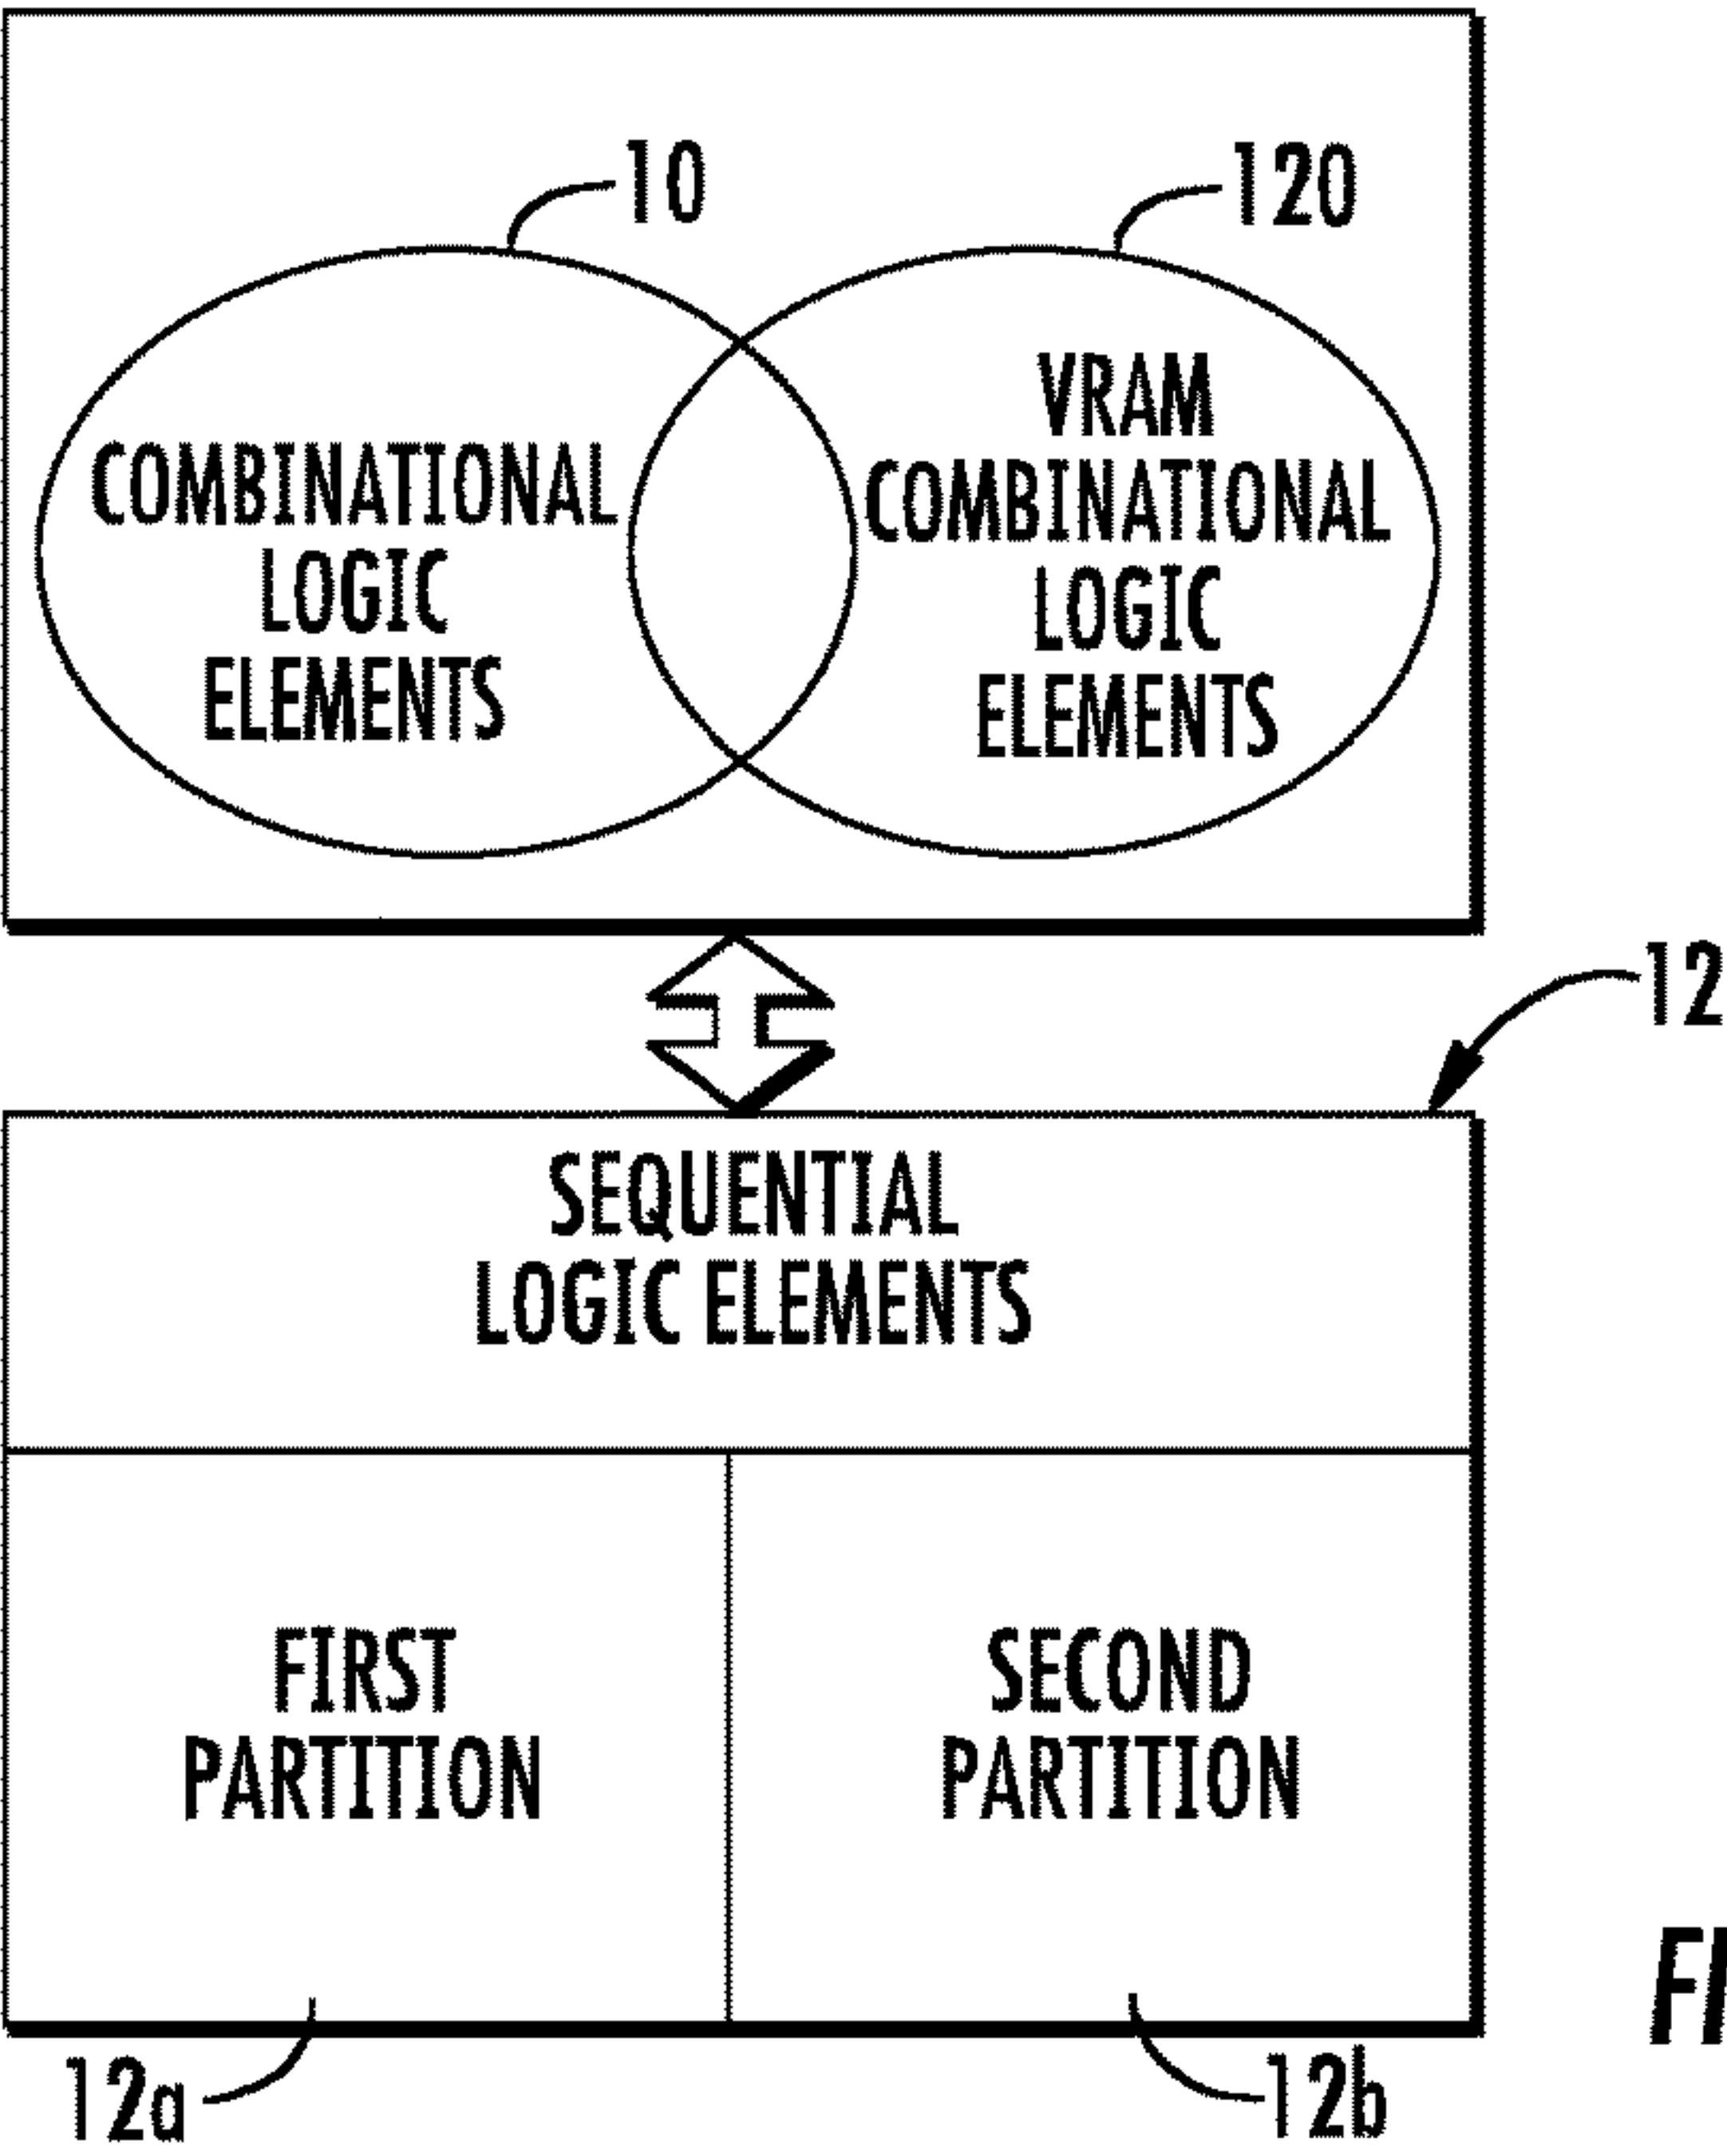 10
120
COMBINATIONAL
LOGIC
ELEMENTS
VRAM
COMBINATIONAL
LOGIC
ELEMENTS
12
SEQUENTIAL
LOGIC ELEMENTS
FIRST
PARTITION
SECOND
PARTITION
12a
12b